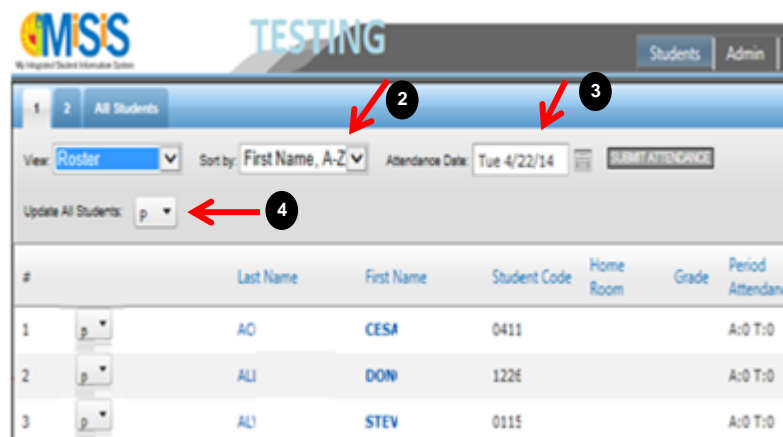 MiSiS
My Integrated Student Information System
TESTING
Students Admin
1 2 All Students
2
3
View: Roster Sort by: First Name, A-Z Attendance Date: Tue 4/22/14 SUBMIT ATTENDANCE
Update All Students: p 4
# Last Name First Name Student Code Home Room Grade Period
1 p AO CESA 0411 A:0 T:0
2 p ALI DON 1226 A:0 T:0
3 p STEV 0115 A:0 T:0